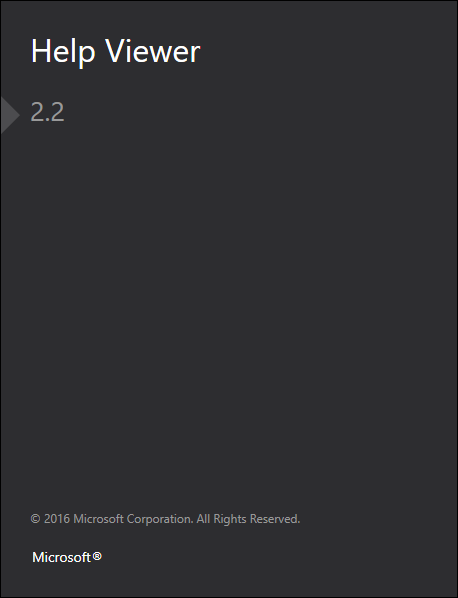 Help Viewer
2.2
© 2016 Microsoft Corporation. All Rights Reserved.
Microsoft®